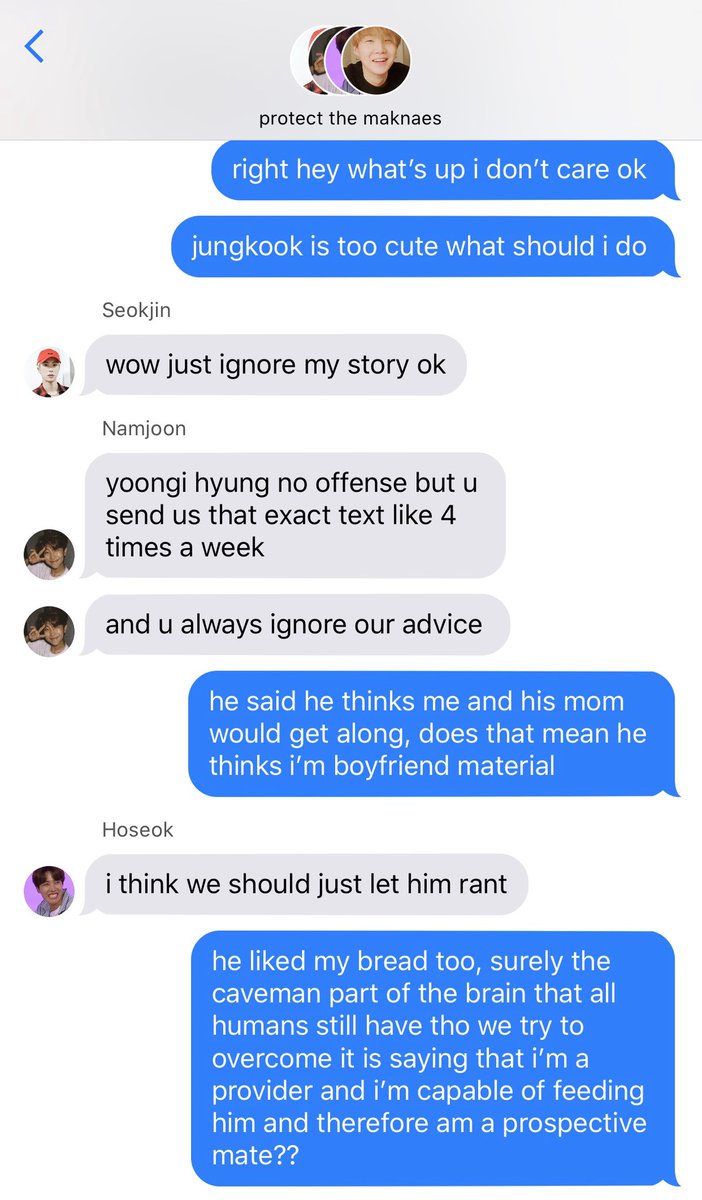 protect the maknaes
right hey what's up i don't care ok
jungkook is too cute what should i do
Seokjin
wow just ignore my story ok
Namjoon
yoongi hyung no offense but u
send us that exact text like 4
times a week
and u always ignore our advice
he said he thinks me and his mom
would get along, does that mean he
thinks i'm boyfriend material
Hoseok
i think we should just let him rant
he liked my bread too, surely the
caveman part of the brain that all
humans still have tho we try to
overcome it is saying that i'm a
provider and i'm capable of feeding
him and therefore am a prospective
mate??